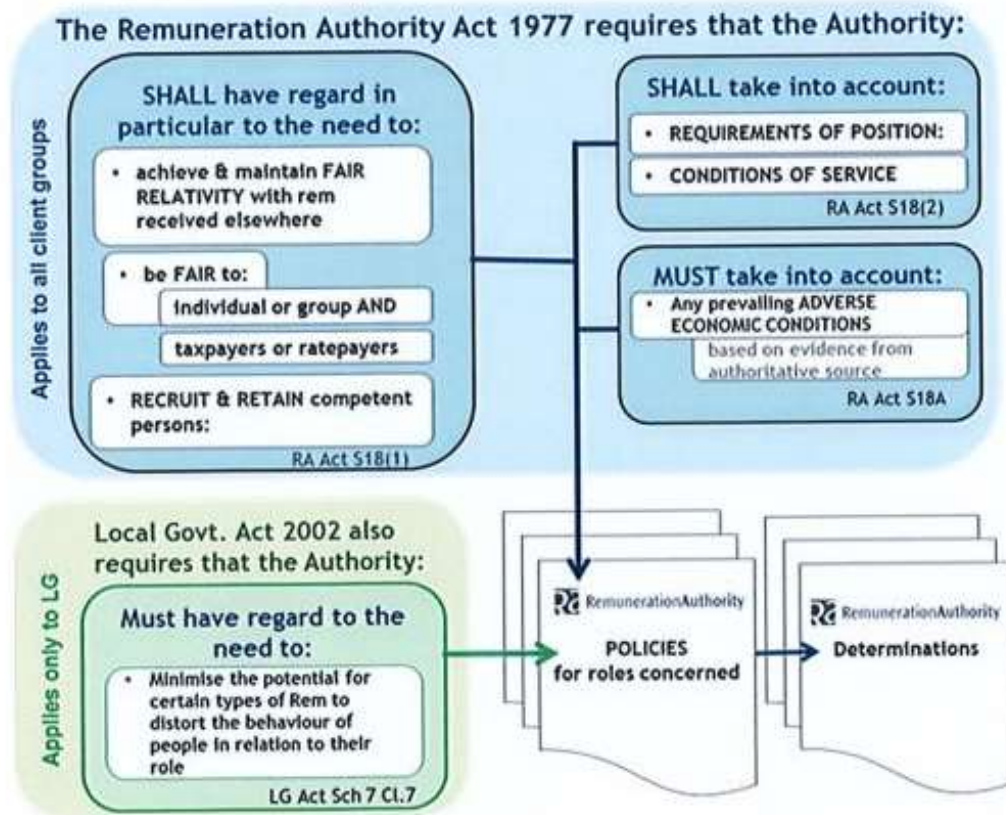 The Remuneration Authority Act 1977 requires that the Authority:
Applies to all client groups
SHALL have regard in
particular to the need to:
• achieve & maintain FAIR
RELATIVITY with rem
received elsewhere
• be FAIR to:
individual or group AND
taxpayers or ratepayers
• RECRUIT & RETAIN competent
persons:
RA Act S18(1)
SHALL take into account:
• REQUIREMENTS OF POSITION:
• CONDITIONS OF SERVICE
RA Act S18(2)
MUST take into account:
• Any prevailing ADVERSE
ECONOMIC CONDITIONS
based on evidence from
authoritative source
RA Act S18A
Applies only to LG
Local Govt. Act 2002 also
requires that the Authority:
Must have regard to the
need to:
• Minimise the potential for
certain types of Rem to
distort the behaviour of
people in relation to their
role
LG Act Sch 7 Cl.7
RA RemunerationAuthority
POLICIES
for roles concerned
RA RemunerationAuthority
Determinations